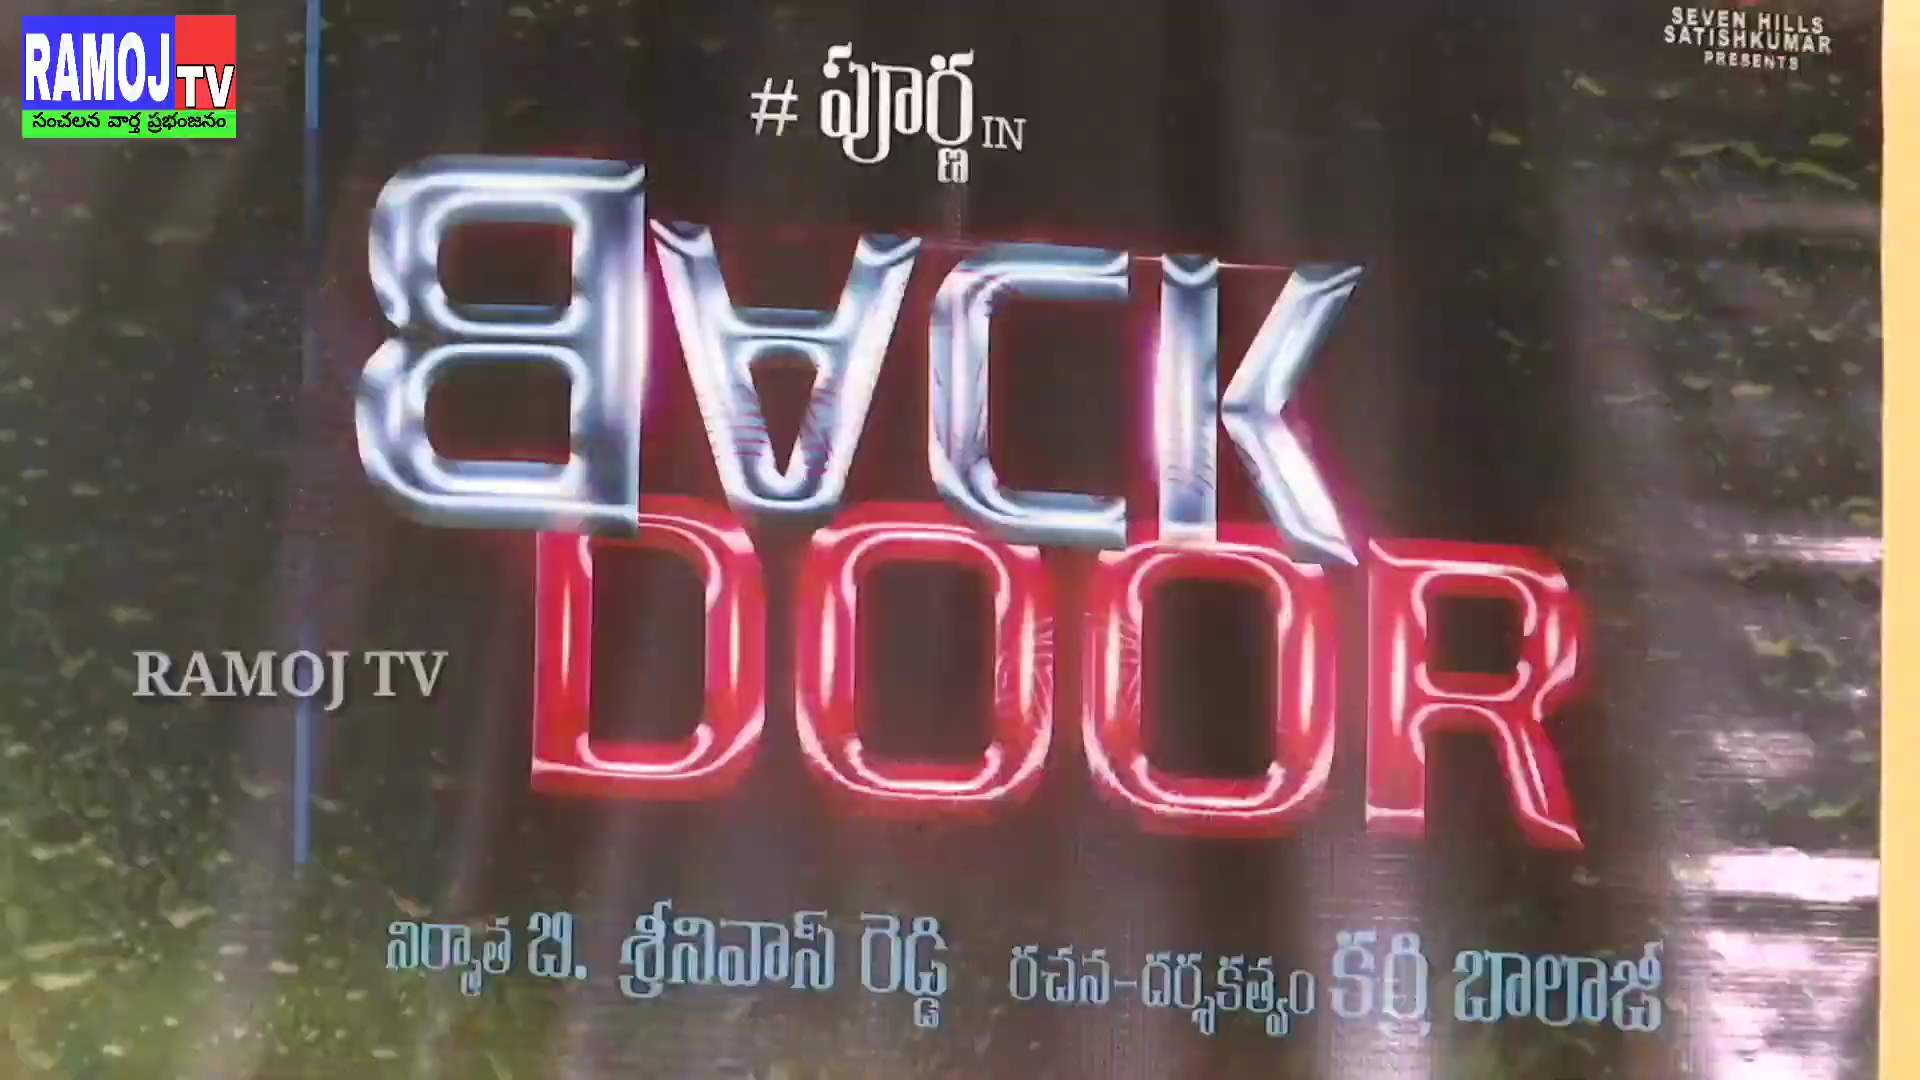 RAMOJ TV
సంచలన వార్త ప్రభంజనం
SEVEN HILLS
SATISHKUMAR
PRESENTS
# పూర్ణ IN
BACK
DOOR
RAMOJ TV
నిర్మాత బి. శ్రీనివాస్ రెడ్డి రచన-దర్శకత్వం కర్రి బాలాజీ